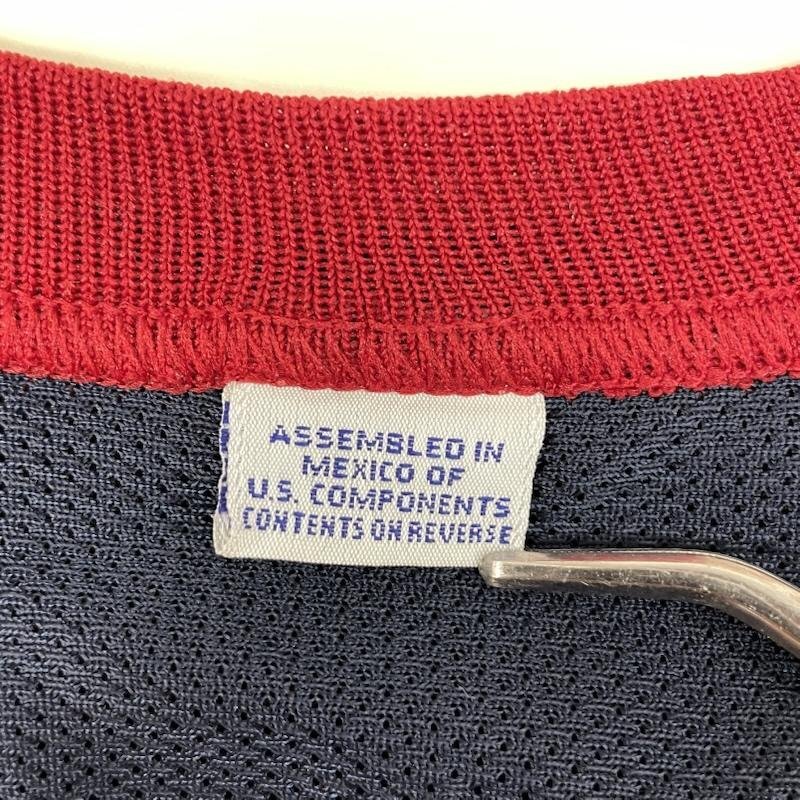 ASSEMBLED IN
MEXICO OF
U.S. COMPONENTS
CONTENTS ON REVERSE